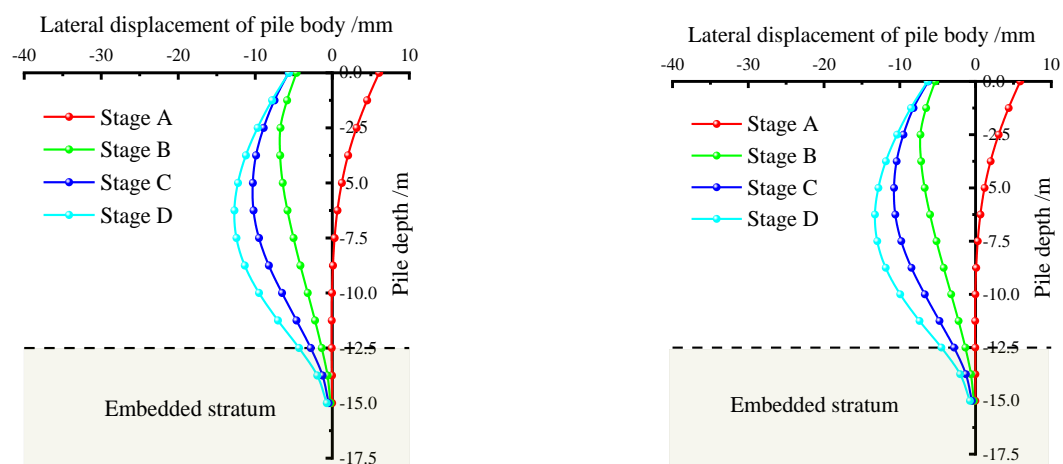 Lateral displacement of pile body /mm
-40 -30 -20 -10 0 10
0.0
Stage A
-2.5
Stage B
Stage C
-5.0
Stage D
-7.5
Pile depth /m
-10.0
-12.5
Embedded stratum
-15.0
-17.5
Lateral displacement of pile body /mm
-40 -30 -20 -10 0 10
0.0
Stage A
-2.5
Stage B
Stage C
-5.0
Stage D
-7.5
Pile depth /m
-10.0
-12.5
Embedded stratum
-15.0
-17.5